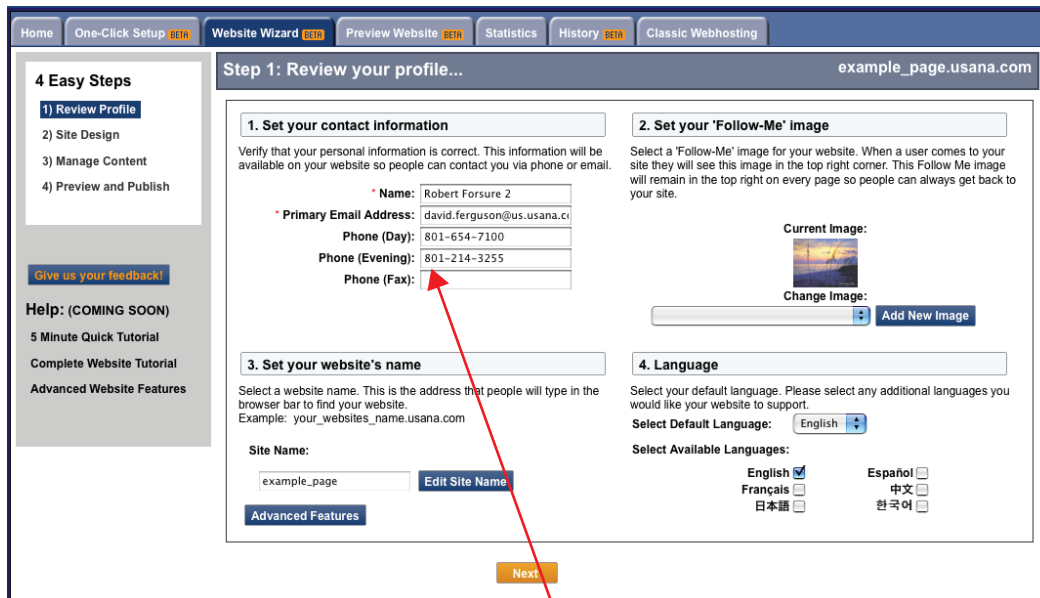 Home One-Click Setup BETA Website Wizard BETA Preview Website BETA Statistics History BETA Classic Webhosting
4 Easy Steps
1) Review Profile
2) Site Design
3) Manage Content
4) Preview and Publish
Give us your feedback!
Help: (COMING SOON)
5 Minute Quick Tutorial
Complete Website Tutorial
Advanced Website Features
Step 1: Review your profile... example_page.usana.com
1. Set your contact information
Verify that your personal information is correct. This information will be
available on your website so people can contact you via phone or email.
* Name: Robert Forsure 2
* Primary Email Address: david.ferguson@us.usana.c
Phone (Day): 801-654-7100
Phone (Evening): 801-214-3255
Phone (Fax):
2. Set your 'Follow-Me' image
Select a 'Follow-Me' image for your website. When a user comes to your
site they will see this image in the top right corner. This Follow Me image
will remain in the top right on every page so people can always get back to
your site.
Current Image:
Change Image:
Add New Image
3. Set your website's name
Select a website name. This is the address that people will type in the
browser bar to find your website.
Example: your_websites_name.usana.com
Site Name:
example_page Edit Site Name
Advanced Features
4. Language
Select your default language. Please select any additional languages you
would like your website to support.
Select Default Language: English
Select Available Languages:
English Español
Français 中文
日本語 한국어
Next